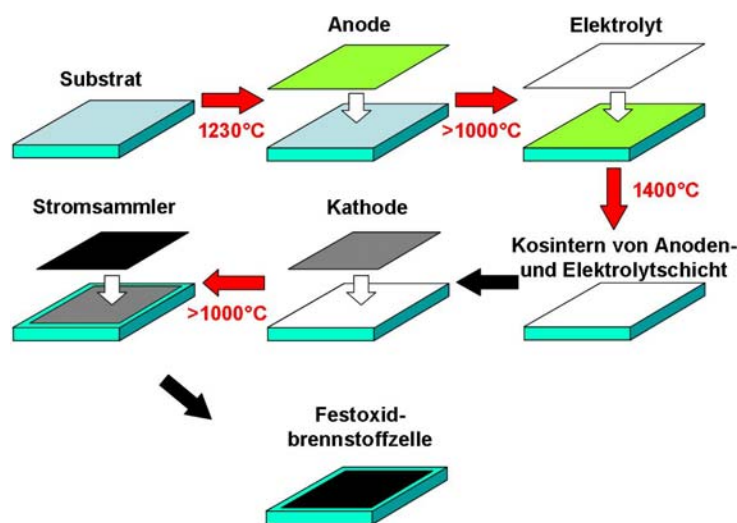 Substrat
1230°C
Anode
>1000°C
Elektrolyt
1400°C
Kosintern von Anoden-
und Elektrolytschicht
Kathode
>1000°C
Stromsammler
Festoxid-
brennstoffzelle